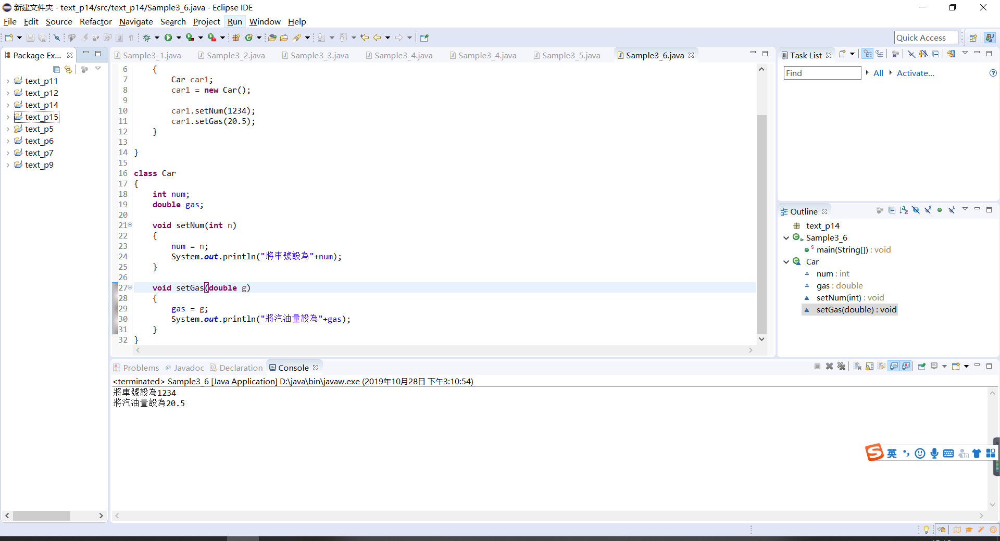 新建文件夹 - text_p14/src/text_p14/Sample3_6.java - Eclipse IDE
File Edit Source Refactor Navigate Search Project Run Window Help
Quick Access
Package Ex...
text_p11
text_p12
text_p14
text_p15
text_p5
text_p6
text_p7
text_p9
Sample3_1.java Sample3_2.java Sample3_3.java Sample3_4.java Sample3_4.java Sample3_5.java Sample3_6.java
6 {
7 Car car1;
8 car1 = new Car();
9
10 car1.setNum(1234);
11 car1.setGas(20.5);
12 }
13
14 }
15
16 class Car
17 {
18 int num;
19 double gas;
20
21 void setNum(int n)
22 {
23 num = n;
24 System.out.println("將車號設為"+num);
25 }
26
27 void setGas(double g)
28 {
29 gas = g;
30 System.out.println("將汽油量設為"+gas);
31 }
32 }
Task List
Find All Activate...
Outline
text_p14
Sample3_6
main(String[]) : void
Car
num : int
gas : double
setNum(int) : void
setGas(double) : void
Problems @ Javadoc Declaration Console
<terminated> Sample3_6 [Java Application] D:\java\bin\javaw.exe (2019年10月28日 下午3:10:54)
將車號設為1234
將汽油量設為20.5
英